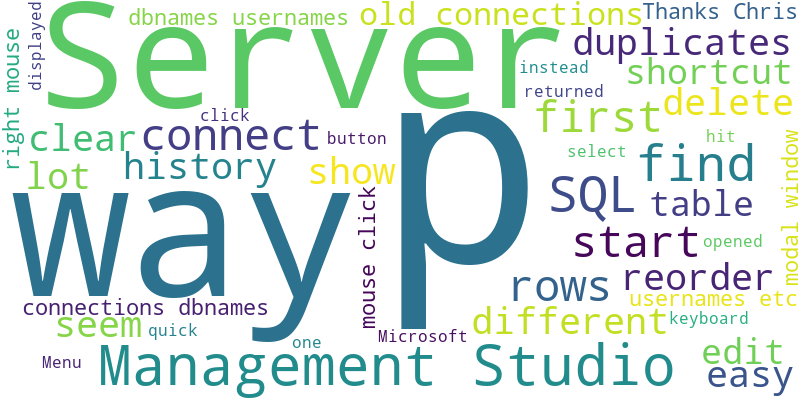 dbnames usernames
old connections
Thanks Chris
displayed
Server
duplicates
right mouse
instead
shortcut
returned
delete
click
first
clear
connect
button
hit
history
show
select
find
lot
way
p
SQL
table
modal window
mouse click
start
opened
rows
reorder
connections dbnames
usernames etc
seem
quick
different
keyboard
Microsoft
one
Menu
Management Studio
edit
easy